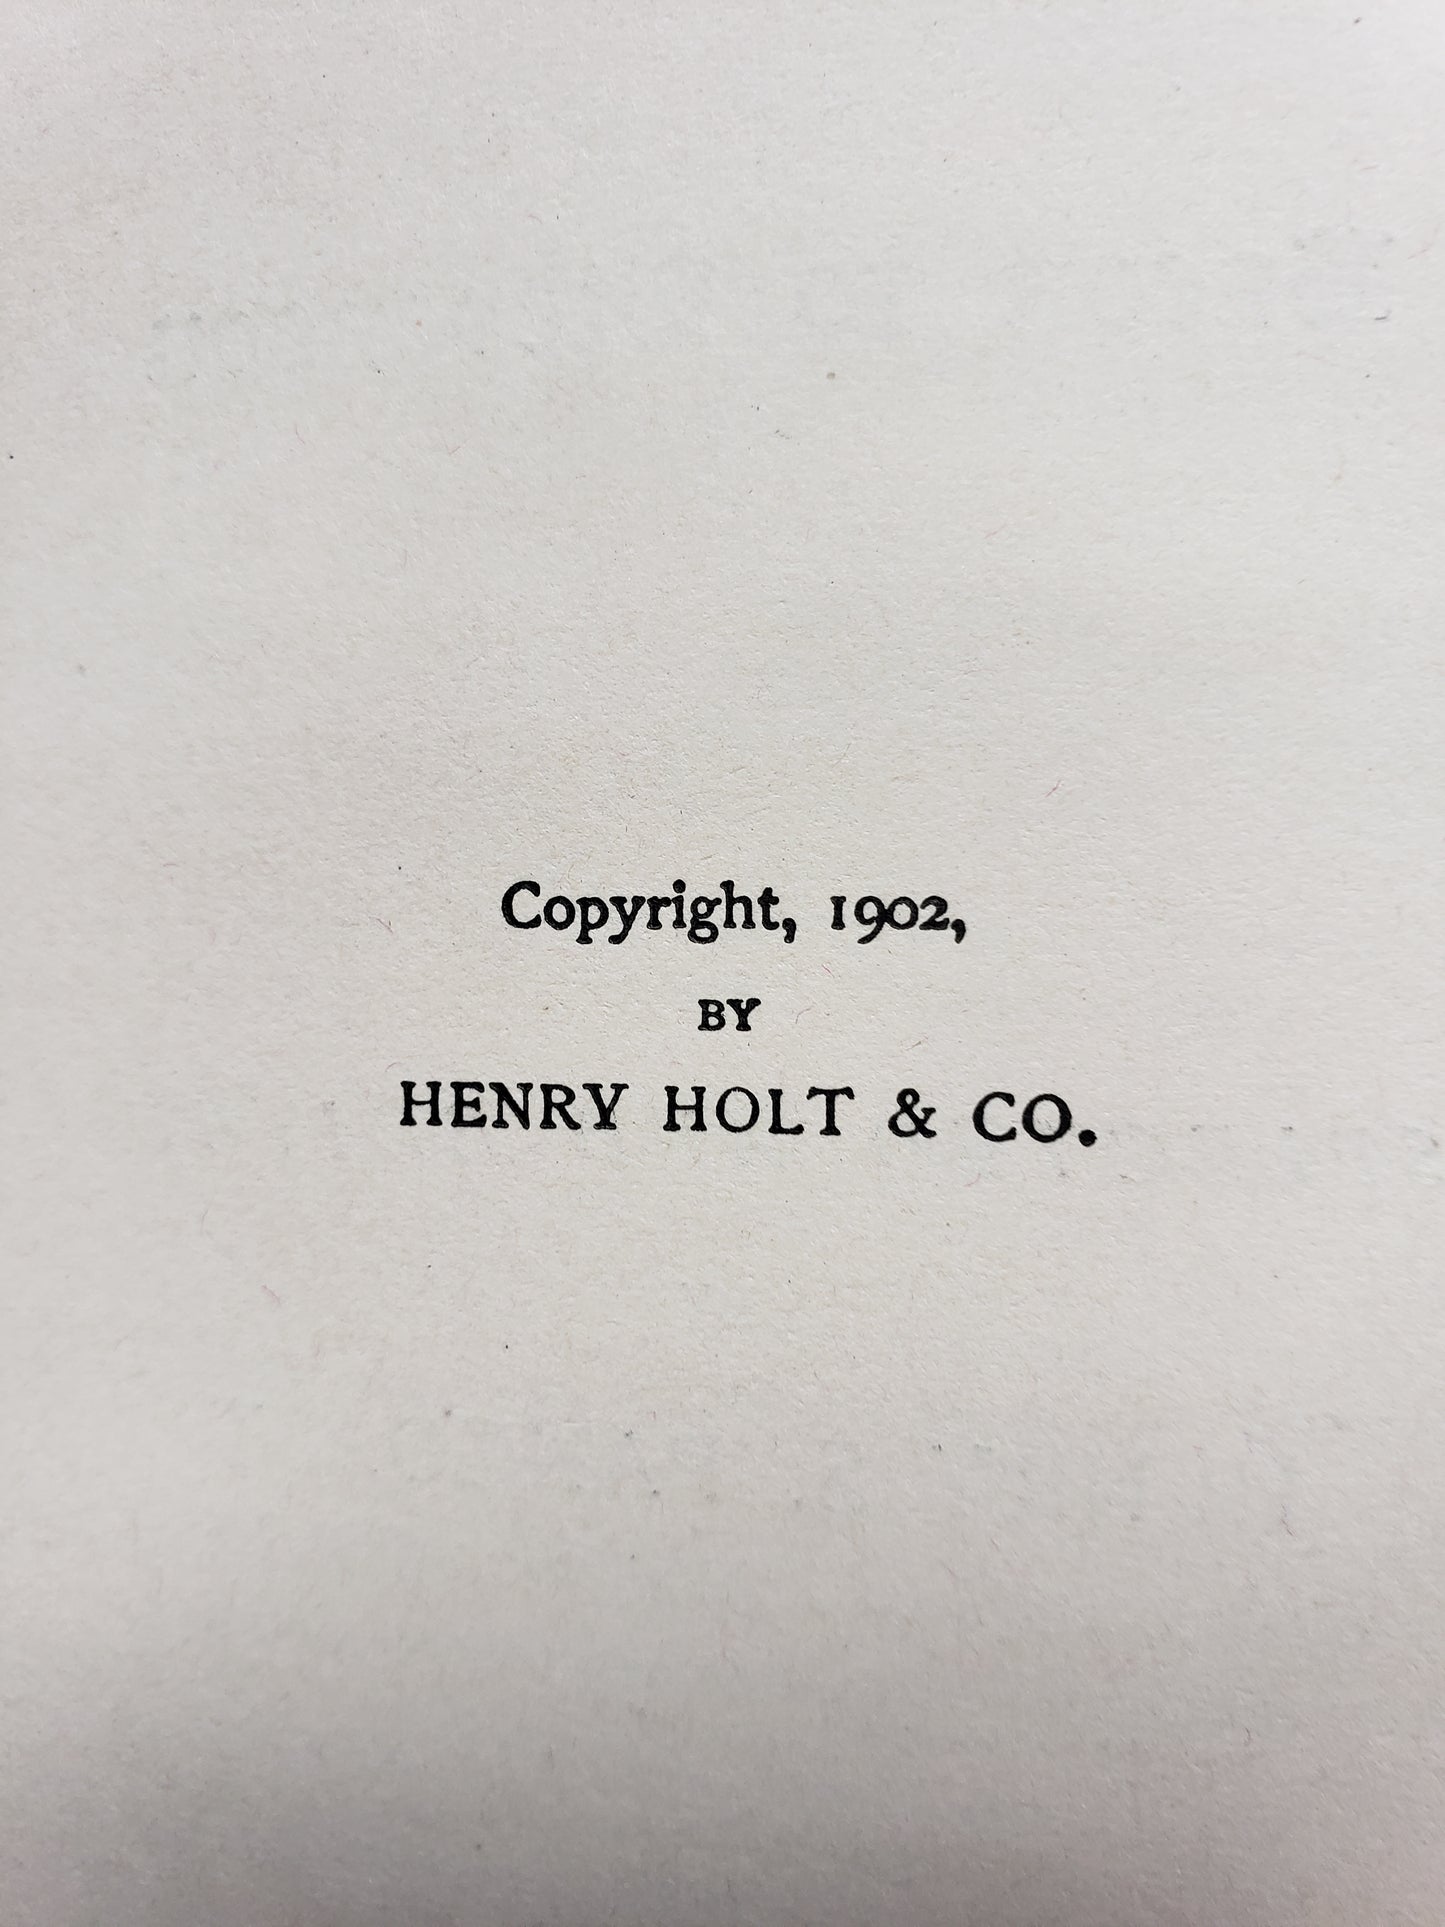 Copyright, 1902,
BY
HENRY HOLT & CO.